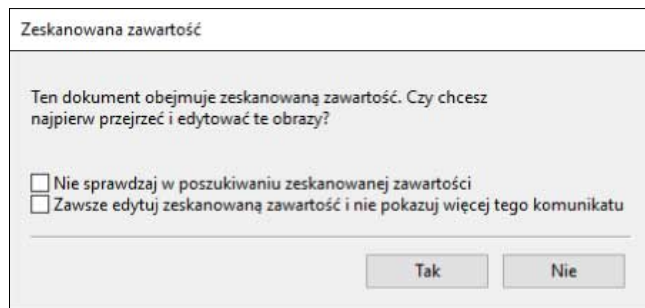 Zeskanowana zawartość
Ten dokument obejmuje zeskanowaną zawartość. Czy chcesz
najpierw przejrzeć i edytować te obrazy?
Nie sprawdzaj w poszukiwaniu zeskanowanej zawartości
Zawsze edytuj zeskanowaną zawartość i nie pokazuj więcej tego komunikatu
Tak
Nie